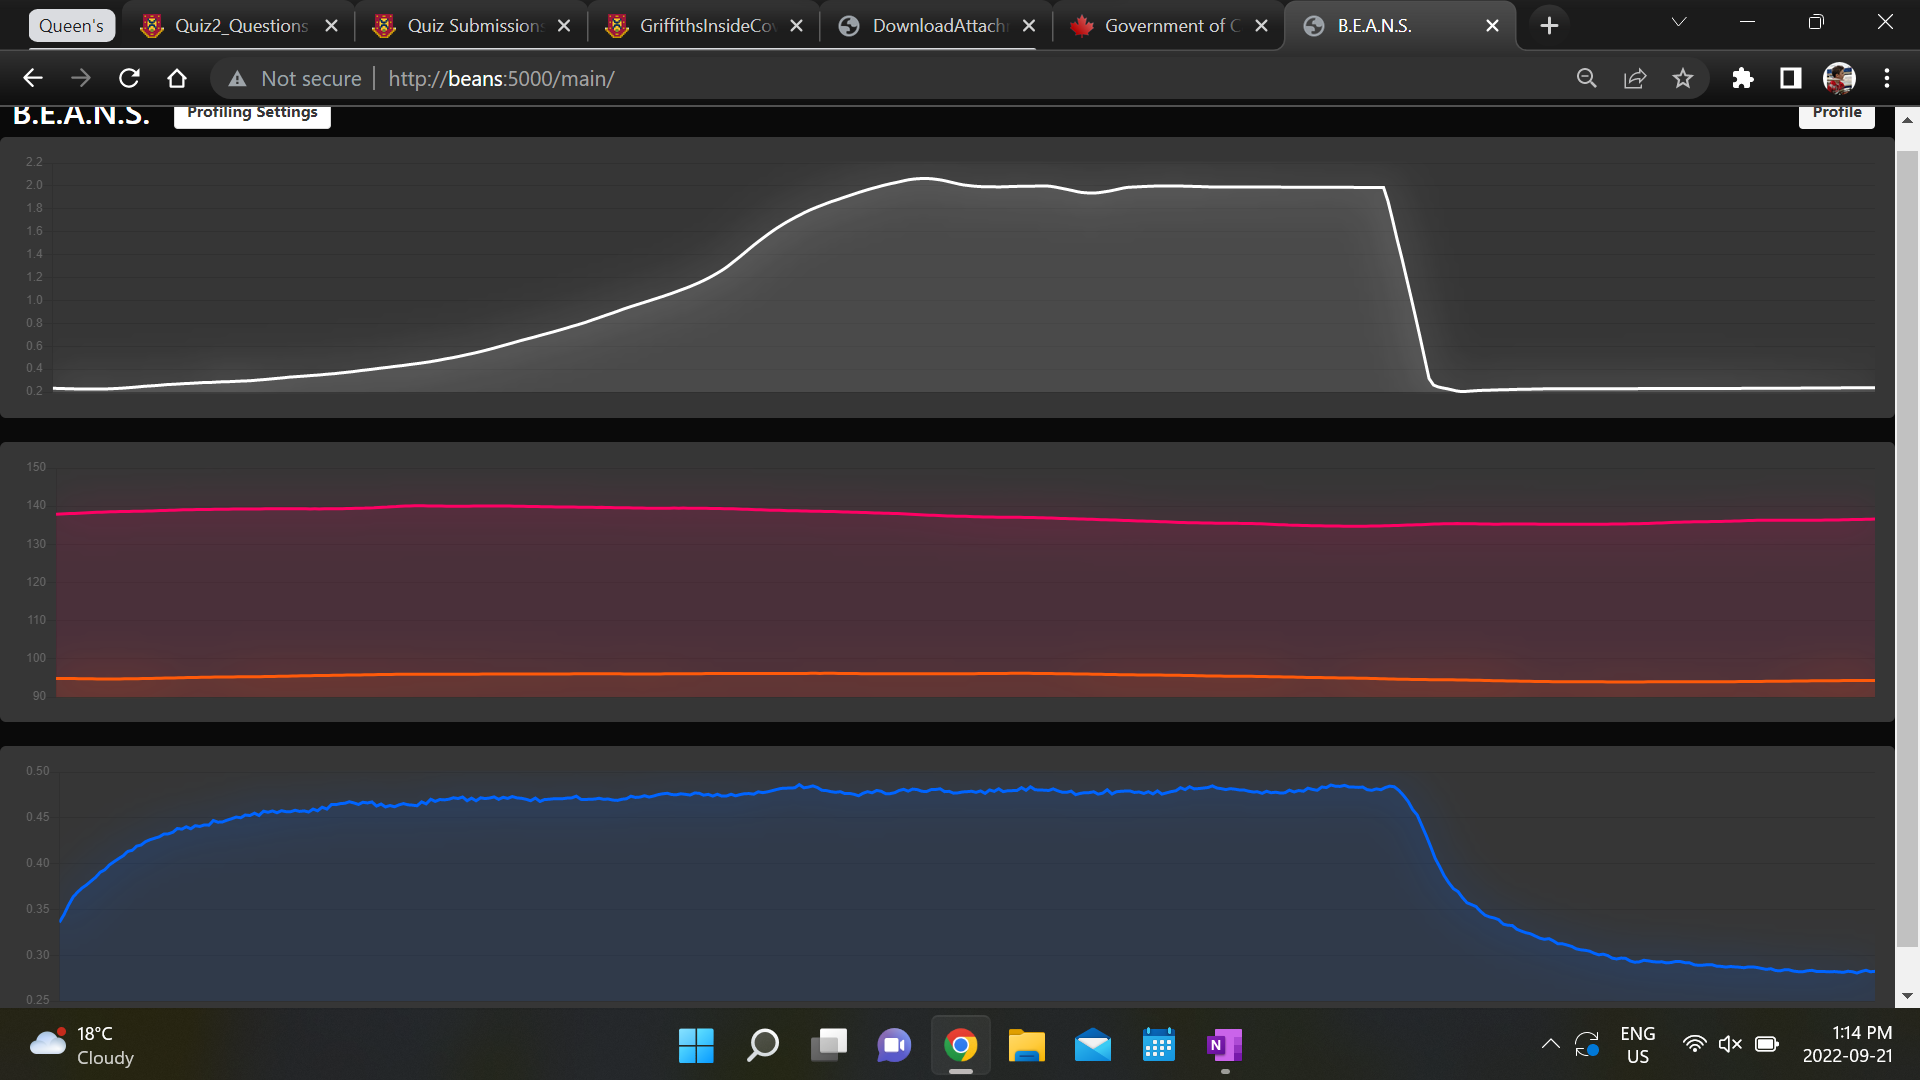 Queen's
Quiz2_Questions
Quiz Submission
GriffithsInsideCo
DownloadAttach
Government of C
B.E.A.N.S.
Not secure
http://beans:5000/main/
B.E.A.N.S.
Profiling Settings
Profile
2.2
2.0
1.8
1.6
1.4
1.2
1.0
0.8
0.6
0.4
0.2
150
140
130
120
110
100
90
0.50
0.45
0.40
0.35
0.30
0.25
18°C
Cloudy
N
ENG
US
1:14 PM
2022-09-21